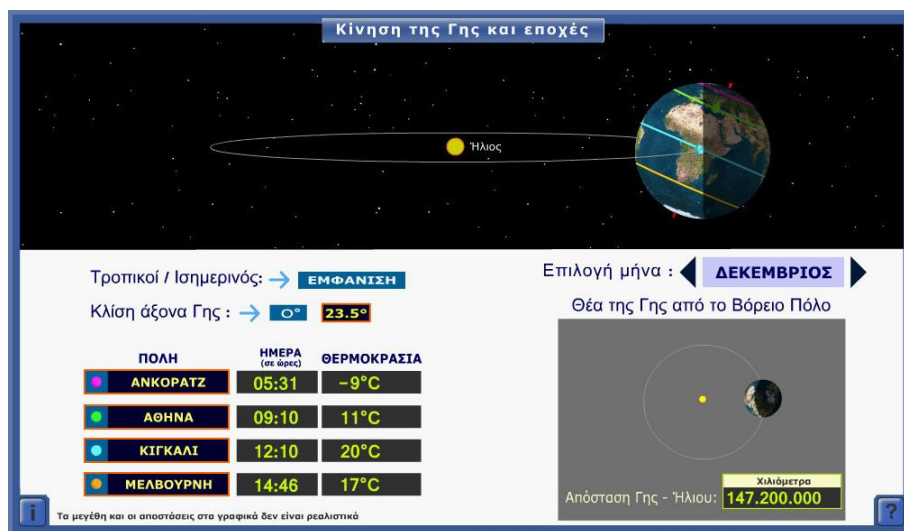 Κίνηση της Γης και εποχές
Ήλιος
Τροπικοί / Ισημερινός: → ΕΜΦΑΝΙΣΗ
Κλίση άξονα Γης : → 0° 23.5°
ΠΟΛΗ ΗΜΕΡΑ (σε ώρες) ΘΕΡΜΟΚΡΑΣΙΑ
ΑΝΚΟΡΑΤΖ 05:31 −9°C
ΑΘΗΝΑ 09:10 11°C
ΚΙΓΚΑΛΙ 12:10 20°C
ΜΕΛΒΟΥΡΝΗ 14:46 17°C
Επιλογή μήνα : ΔΕΚΕΜΒΡΙΟΣ
Θέα της Γης από το Βόρειο Πόλο
Χιλιόμετρα
Απόσταση Γης - Ήλιου: 147.200.000
i Τα μεγέθη και οι αποστάσεις στα γραφικά δεν είναι ρεαλιστικά ?